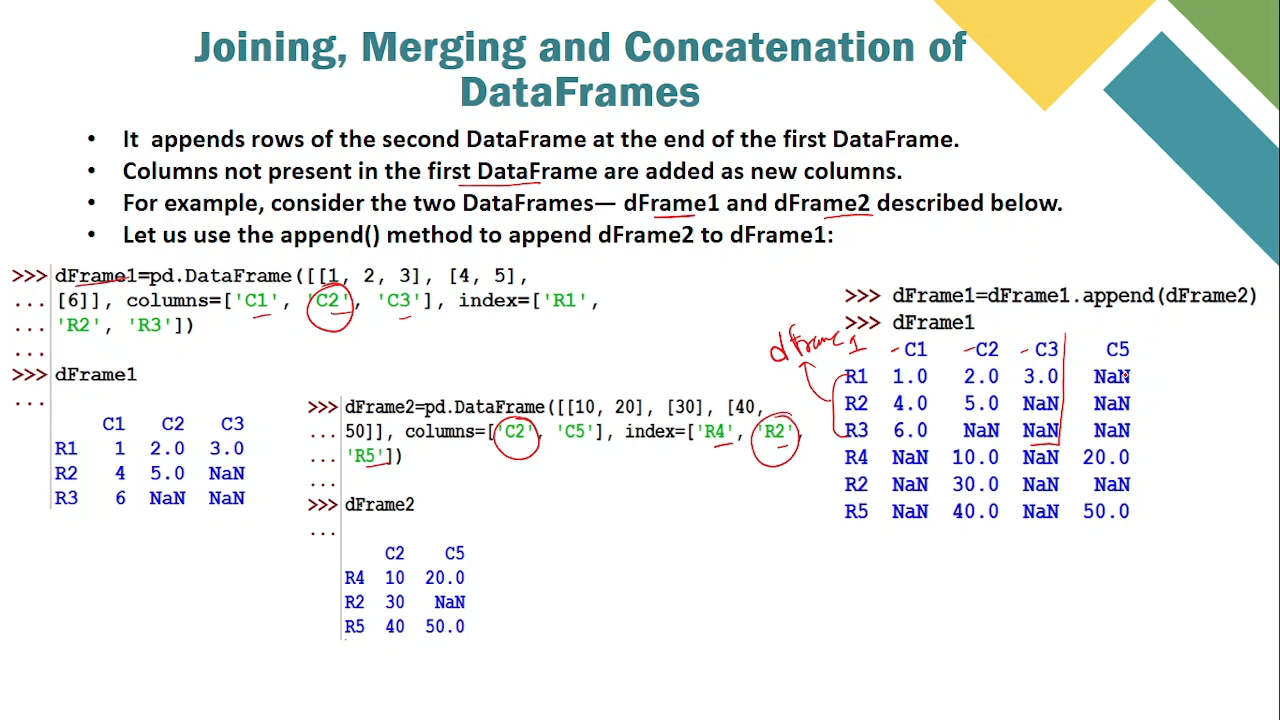 Joining, Merging and Concatenation of
DataFrames
• It appends rows of the second DataFrame at the end of the first DataFrame.
• Columns not present in the first DataFrame are added as new columns.
• For example, consider the two DataFrames— dFrame1 and dFrame2 described below.
• Let us use the append() method to append dFrame2 to dFrame1:
>>> dFrame1=pd.DataFrame([[1, 2, 3], [4, 5],
... [6]], columns=['C1', 'C2', 'C3'], index=['R1',
... 'R2', 'R3'])
...
>>> dFrame1
...
C1 C2 C3
R1 1 2.0 3.0
R2 4 5.0 NaN
R3 6 NaN NaN
>>> dFrame2=pd.DataFrame([[10, 20], [30], [40,
... 50]], columns=['C2', 'C5'], index=['R4', 'R2',
... 'R5'])
...
>>> dFrame2
...
C2 C5
R4 10 20.0
R2 30 NaN
R5 40 50.0
>>> dFrame1=dFrame1.append(dFrame2)
>>> dFrame1
dFrame1
C1 C2 C3 C5
R1 1.0 2.0 3.0 NaN
R2 4.0 5.0 NaN NaN
R3 6.0 NaN NaN NaN
R4 NaN 10.0 NaN 20.0
R2 NaN 30.0 NaN NaN
R5 NaN 40.0 NaN 50.0